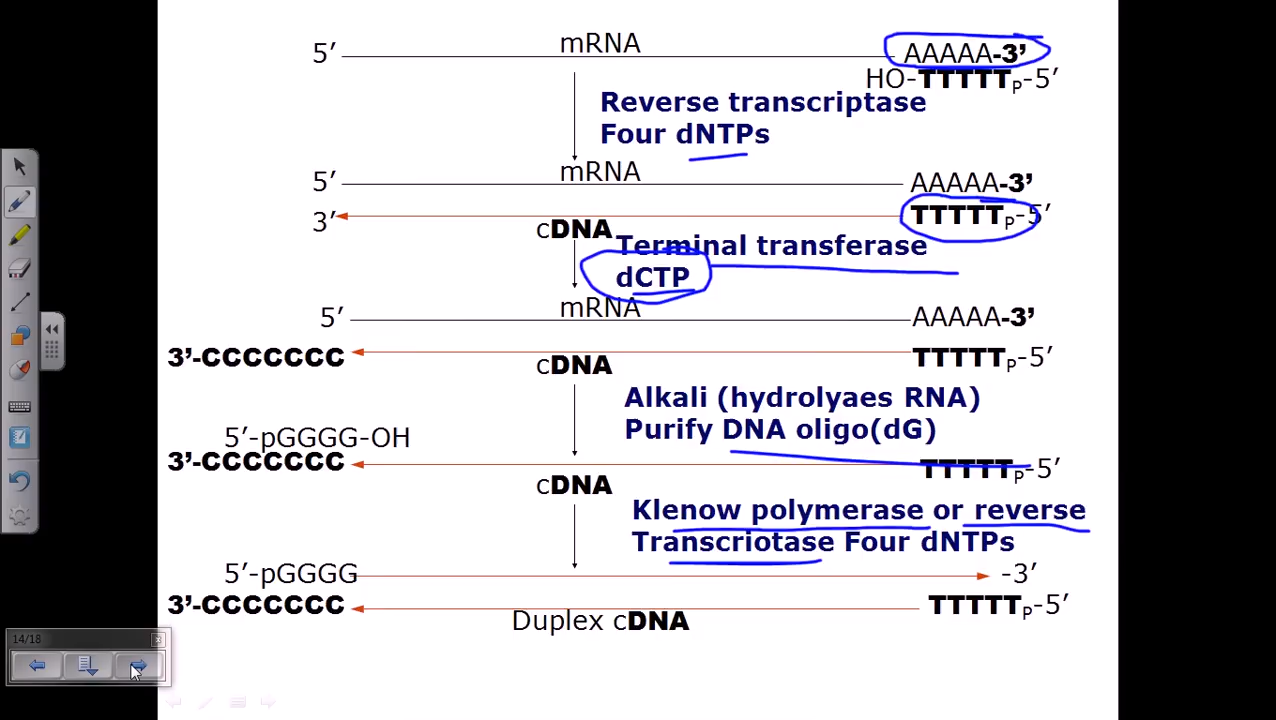 mRNA
5’ AAAAA-3’
HO-TTTTTP-5’
Reverse transcriptase
Four dNTPs
mRNA
5’ AAAAA-3’
3’ TTTTTP-5’
cDNA
Terminal transferase
dCTP
mRNA
5’ AAAAA-3’
3’-CCCCCCC TTTTTP-5’
cDNA
Alkali (hydrolyaes RNA)
Purify DNA oligo(dG)
5’-pGGGG-OH
3’-CCCCCCC TTTTTP-5’
cDNA
Klenow polymerase or reverse
Transcriotase Four dNTPs
5’-pGGGG -3’
3’-CCCCCCC TTTTTP-5’
Duplex cDNA
14/18